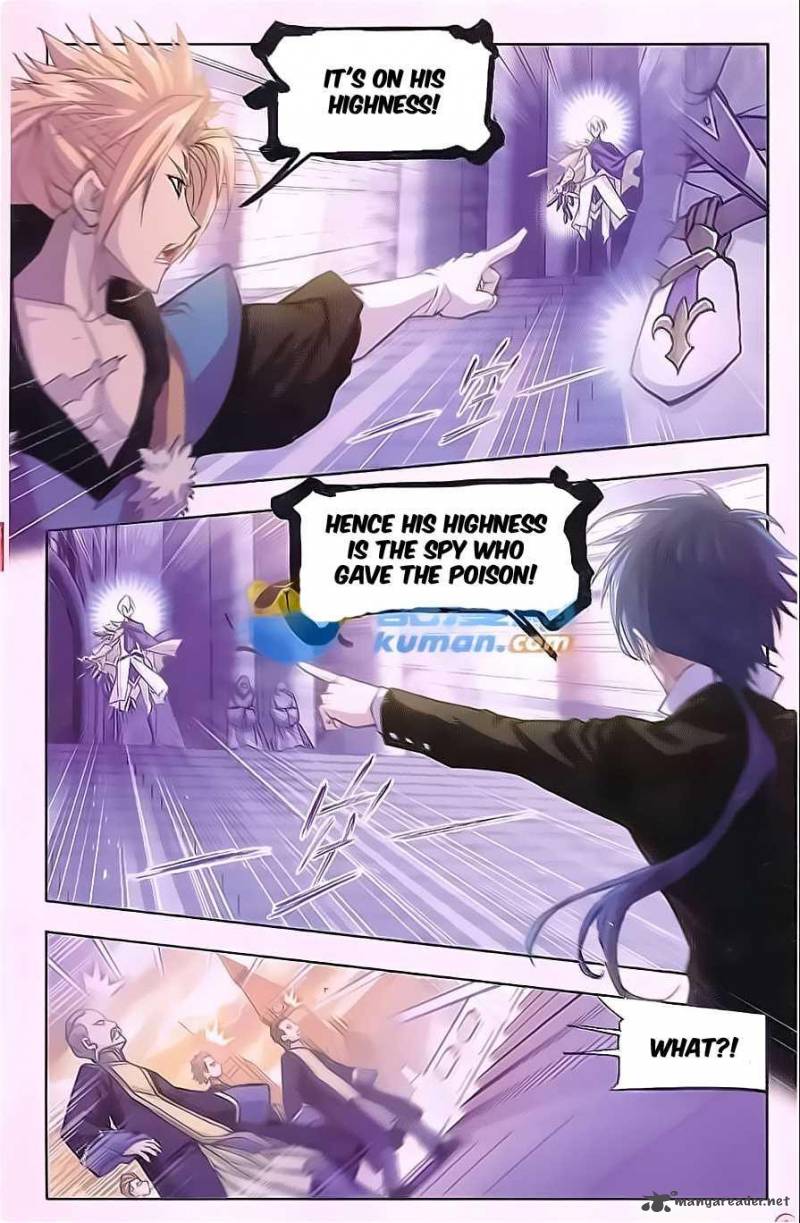 IT'S ON HIS
HIGHNESS!
HENCE HIS HIGHNESS
IS THE SPY WHO
GAVE THE POISON!
kuman.com
WHAT?!
mangareader.net